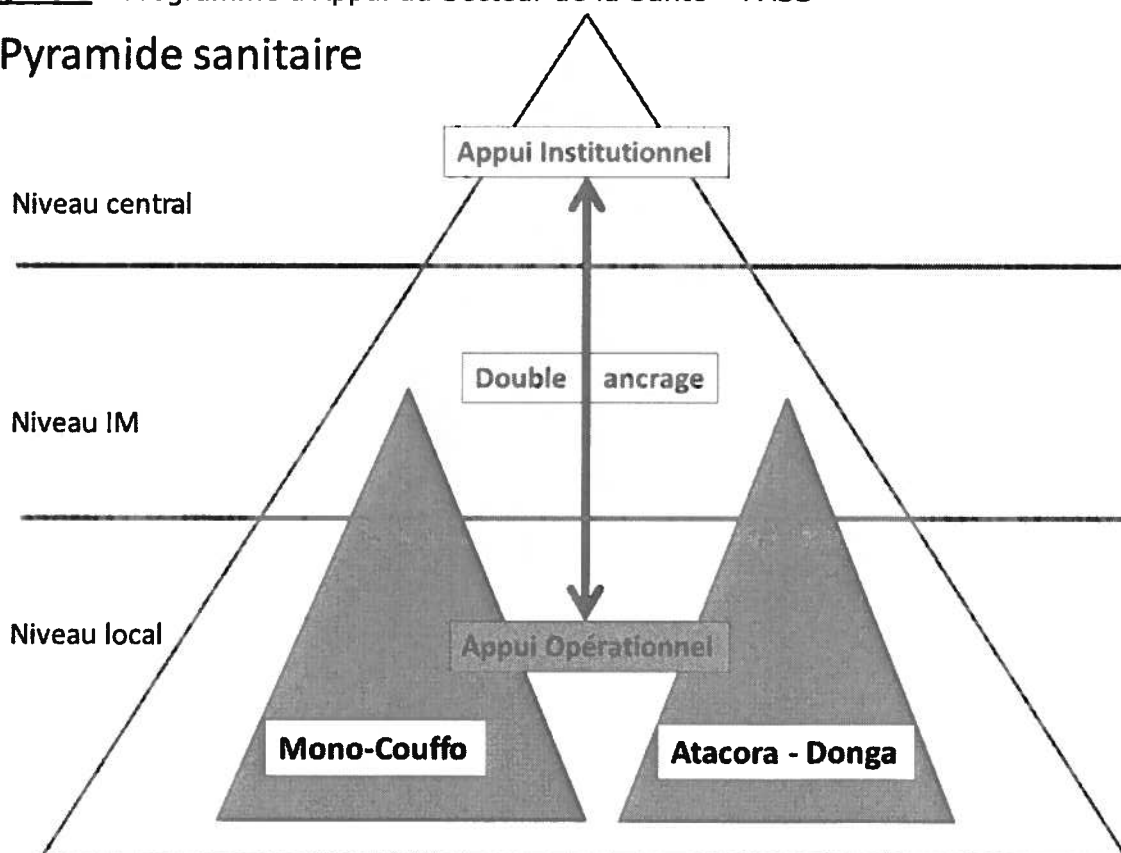 Programme d'Appui au Secteur de la Santé - PASS
Pyramide sanitaire
Appui Institutionnel
Niveau central
Double ancrage
Niveau IM
Niveau local
Appui Opérationnel
Mono-Couffo
Atacora - Donga